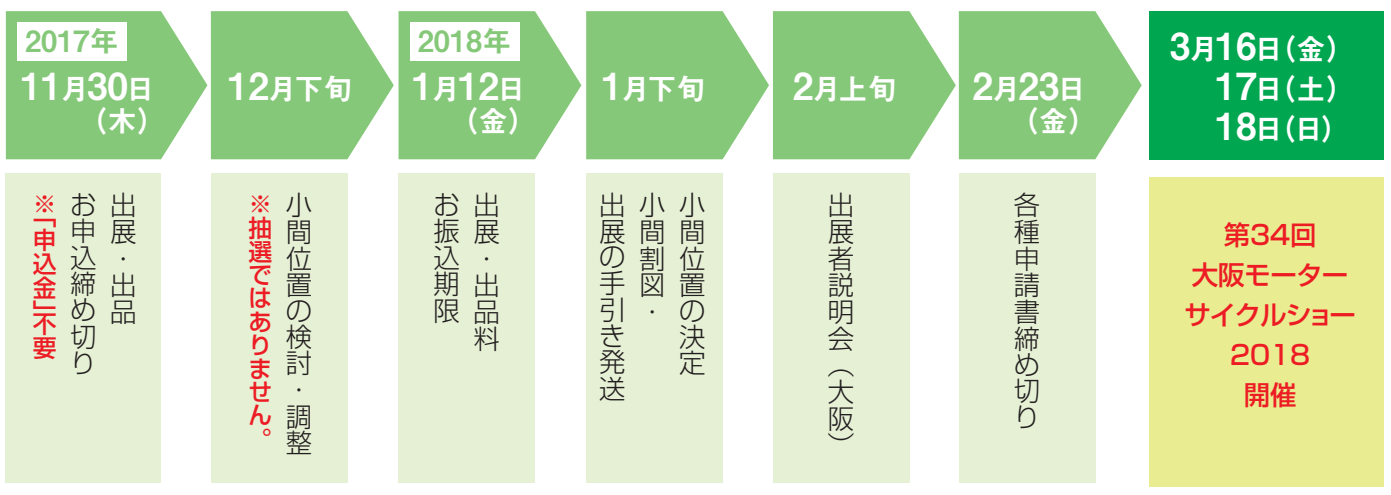 2017年
11月30日
（木）
出展・出品
お申込締め切り
※「申込金」不要
12月下旬
小間位置の検討・調整
※抽選ではありません。
2018年
1月12日
（金）
出展・出品料
お振込期限
1月下旬
小間位置の決定
小間割図・
出展の手引き発送
2月上旬
出展者説明会（大阪）
2月23日
（金）
各種申請書締め切り
3月16日（金）
17日（土）
18日（日）
第34回
大阪モーター
サイクルショー
2018
開催